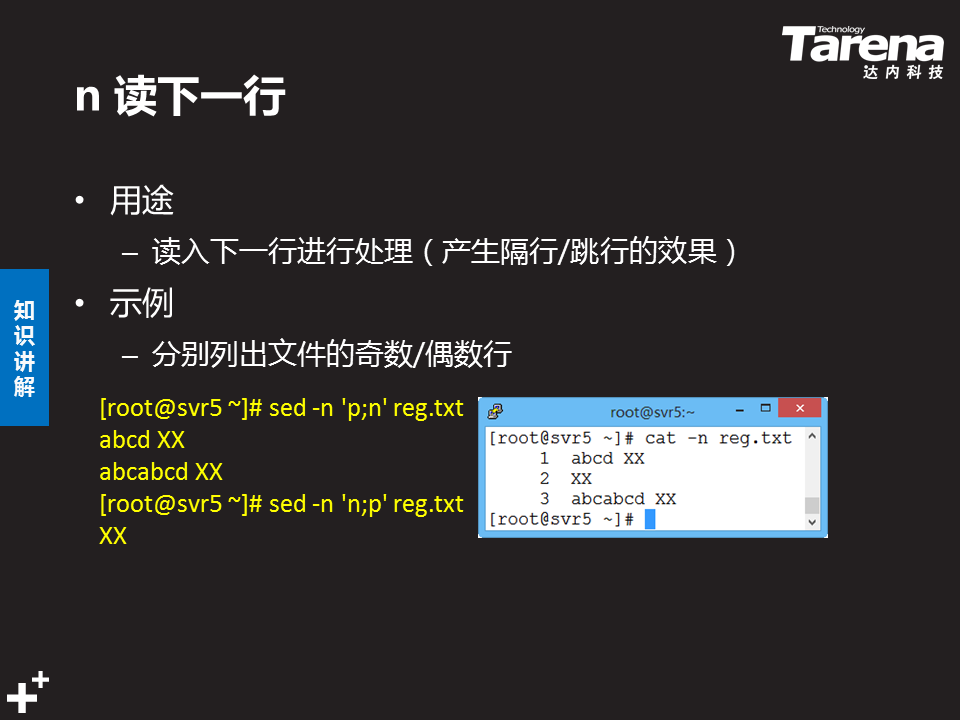 Technology
Tarena
达内科技
n 读下一行
• 用途
– 读入下一行进行处理（产生隔行/跳行的效果）
• 示例
– 分别列出文件的奇数/偶数行
知识讲解
[root@svr5 ~]# sed -n 'p;n' reg.txt
abcd XX
abcabcd XX
[root@svr5 ~]# sed -n 'n;p' reg.txt
XX
root@svr5:~
[root@svr5 ~]# cat -n reg.txt
1 abcd XX
2 XX
3 abcabcd XX
[root@svr5 ~]#